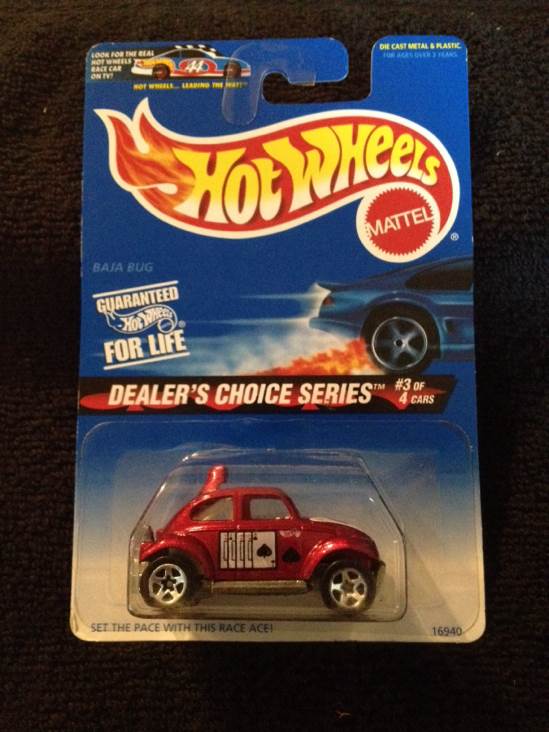 LOOK FOR THE REAL
HOT WHEELS
RACE CAR
ON TV!
44
HOT WHEELS... LEADING THE WAY!
DIE CAST METAL & PLASTIC.
FOR AGES OVER 3 YEARS.
HOT WHEELS
MATTEL
®
BAJA BUG
GUARANTEED
HOT WHEELS®
FOR LIFE
DEALER'S CHOICE SERIES™ #3 OF
4 CARS
SET THE PACE WITH THIS RACE ACE!
16940